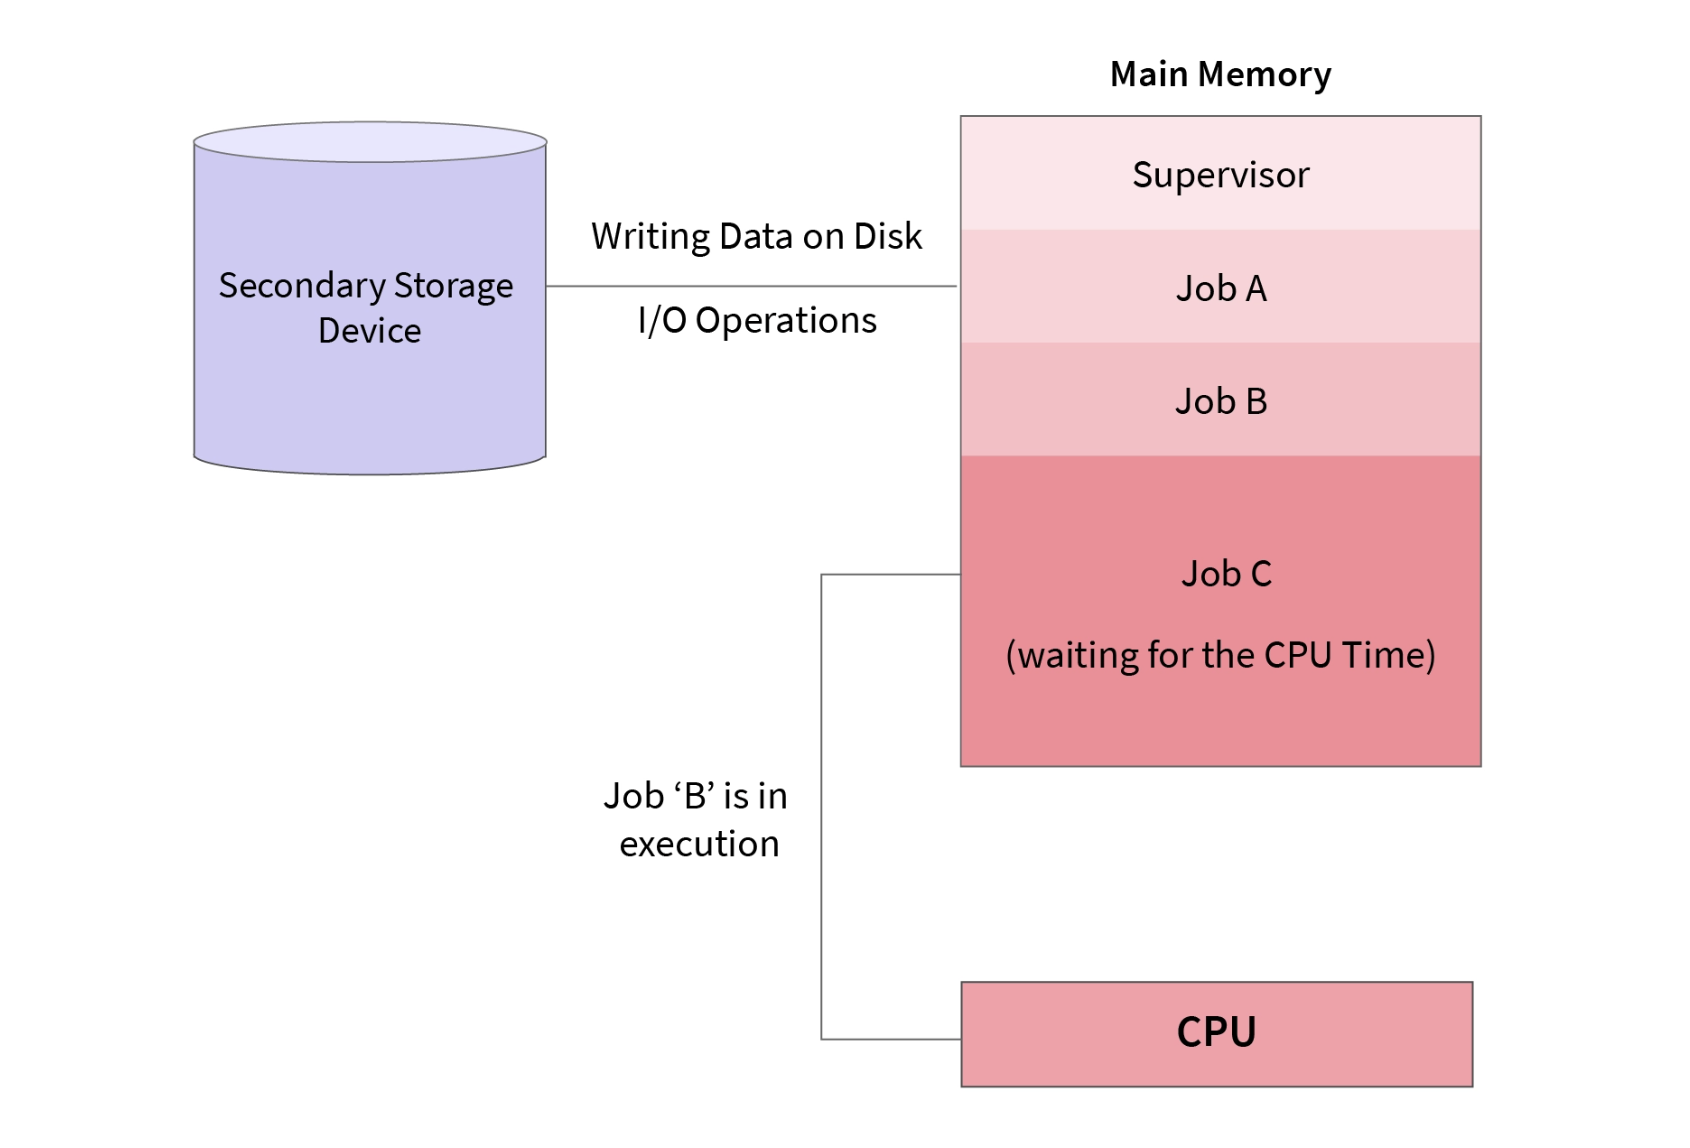 Main Memory
Supervisor
Writing Data on Disk
Secondary Storage
Device
I/O Operations
Job A
Job B
Job C
(waiting for the CPU Time)
Job ‘B’ is in
execution
CPU